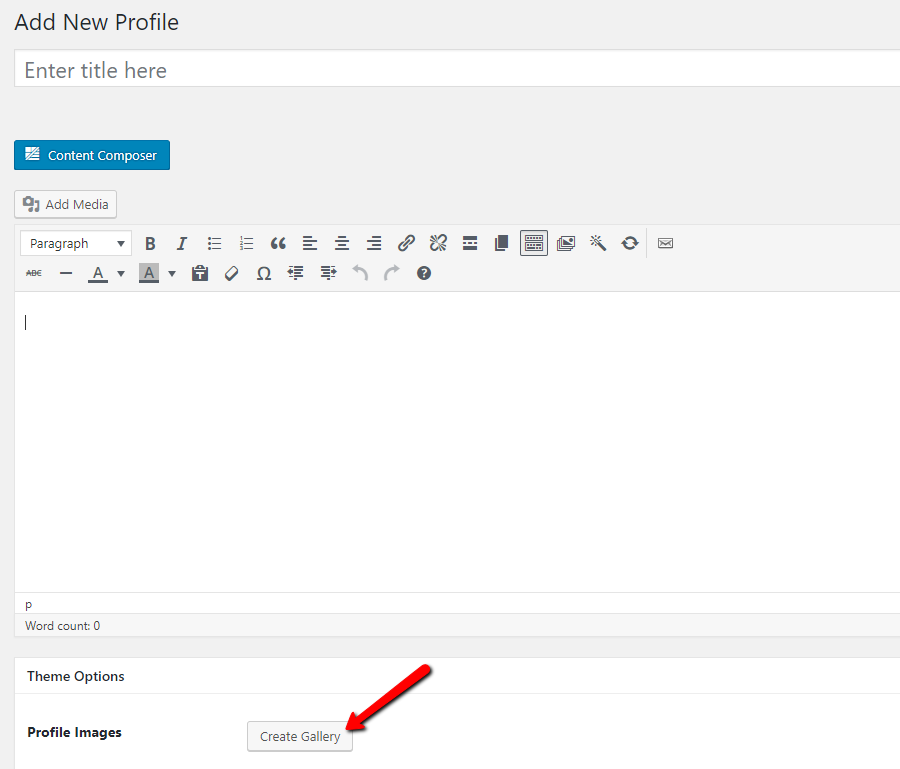 Add New Profile
Enter title here
Content Composer
Add Media
Paragraph
ABC
p
Word count: 0
Theme Options
Profile Images
Create Gallery